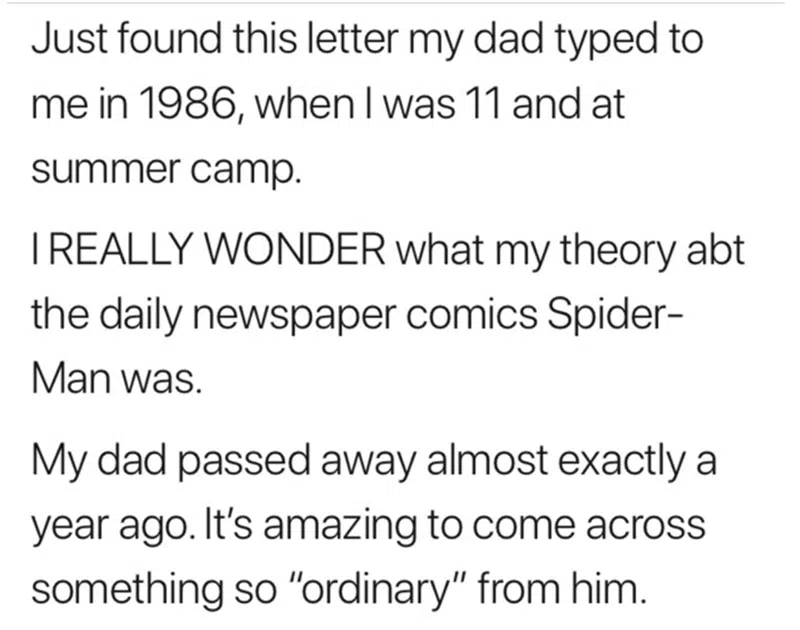 Just found this letter my dad typed to
me in 1986, when I was 11 and at
summer camp.
I REALLY WONDER what my theory abt
the daily newspaper comics Spider-
Man was.
My dad passed away almost exactly a
year ago. It's amazing to come across
something so "ordinary" from him.